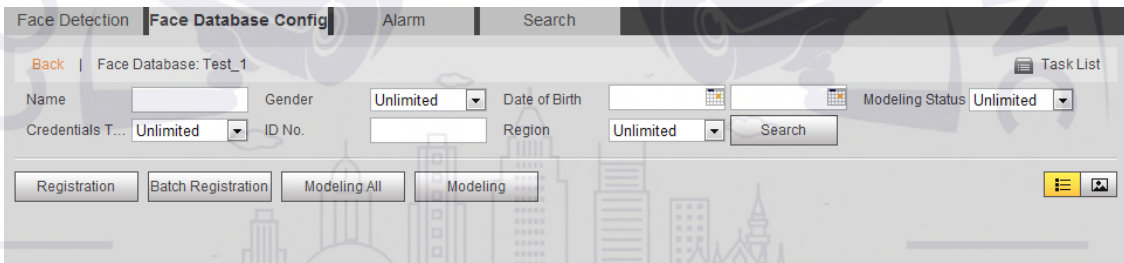 Face Detection Face Database Config Alarm Search
Back | Face Database: Test_1 Task List
Name Gender Unlimited Date of Birth Modeling Status Unlimited
Credentials T... Unlimited ID No. Region Unlimited Search
Registration Batch Registration Modeling All Modeling